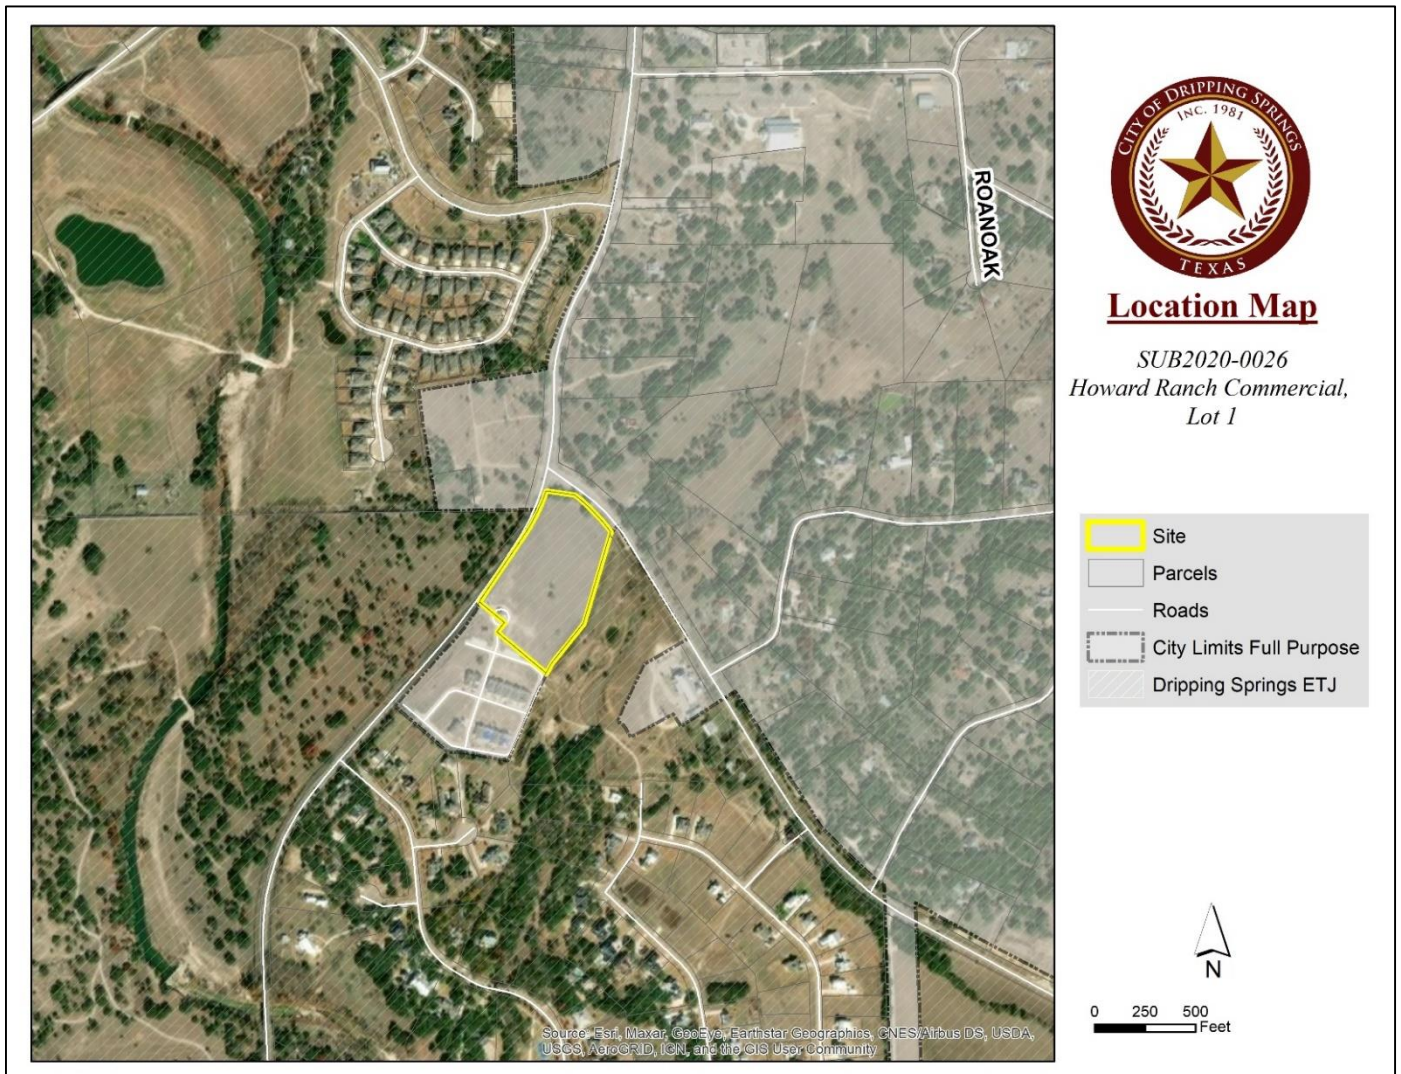 ROANOAK
Source: Esri, Maxar, GeoEye, Earthstar Geographics, CNES/Airbus DS, USDA,
USGS, AeroGRID, IGN, and the GIS User Community
CITY OF DRIPPING SPRINGS
INC. 1981
TEXAS
Location Map
SUB2020-0026
Howard Ranch Commercial,
Lot 1
Site
Parcels
Roads
City Limits Full Purpose
Dripping Springs ETJ
N
0 250 500
Feet